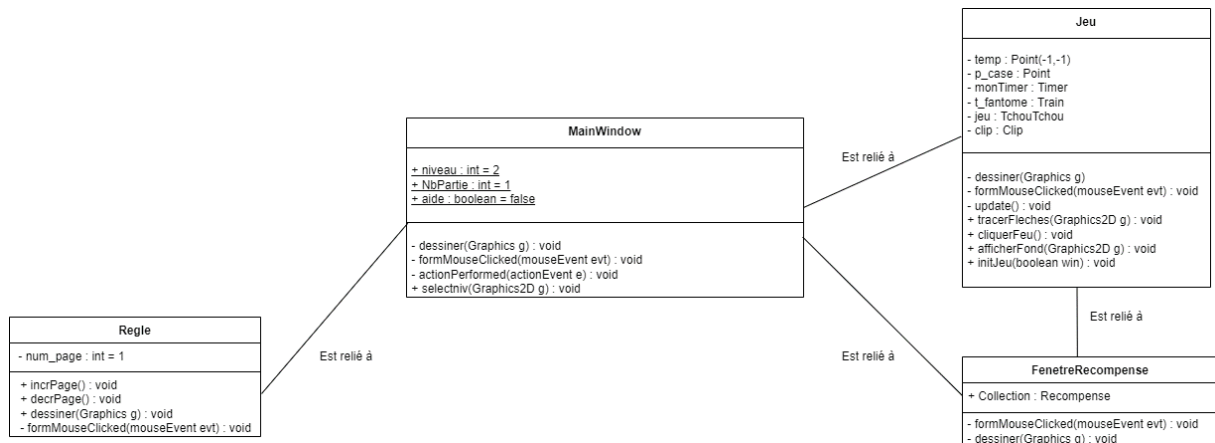 Jeu
- temp : Point(-1,-1)
- p_case : Point
- monTimer : Timer
- t_fantome : Train
- jeu : TchouTchou
- clip : Clip
- dessiner(Graphics g)
- formMouseClicked(mouseEvent evt) : void
- update() : void
+ tracerFleches(Graphics2D g) : void
+ cliquerFeu() : void
+ afficherFond(Graphics2D g) : void
+ initJeu(boolean win) : void
MainWindow
+ niveau : int = 2
+ NbPartie : int = 1
+ aide : boolean = false
- dessiner(Graphics g) : void
- formMouseClicked(mouseEvent evt) : void
- actionPerformed(actionEvent e) : void
+ selectniv(Graphics2D g) : void
Est relié à
Est relié à
Est relié à
Est relié à
Regle
- num_page : int = 1
+ incrPage() : void
+ decrPage() : void
+ dessiner(Graphics g) : void
- formMouseClicked(mouseEvent evt) : void
FenetreRecompense
+ Collection : Recompense
- formMouseClicked(mouseEvent evt) : void
- dessiner(Graphics g) : void